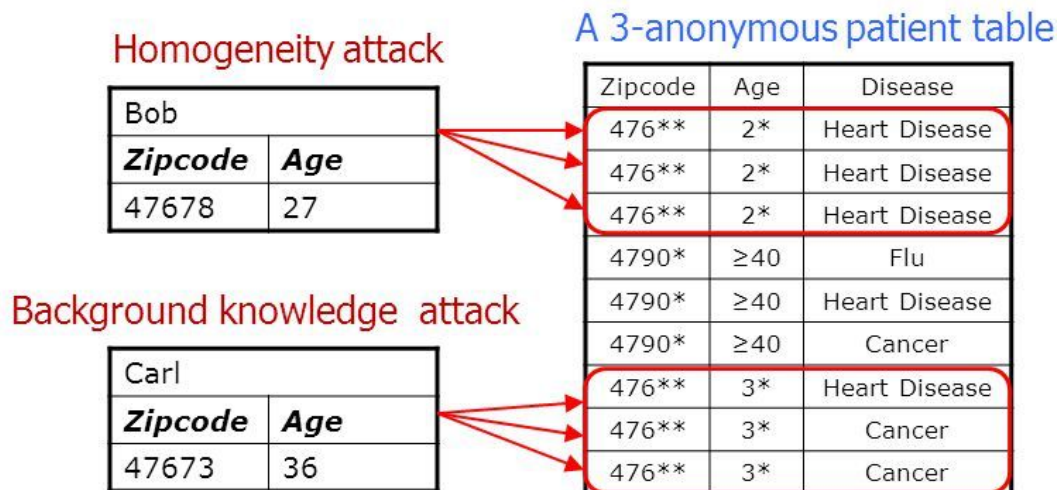 Homogeneity attack
Bob
Zipcode Age
47678 27
Background knowledge attack
Carl
Zipcode Age
47673 36
A 3-anonymous patient table
Zipcode Age Disease
476** 2* Heart Disease
476** 2* Heart Disease
476** 2* Heart Disease
4790* ≥40 Flu
4790* ≥40 Heart Disease
4790* ≥40 Cancer
476** 3* Heart Disease
476** 3* Cancer
476** 3* Cancer